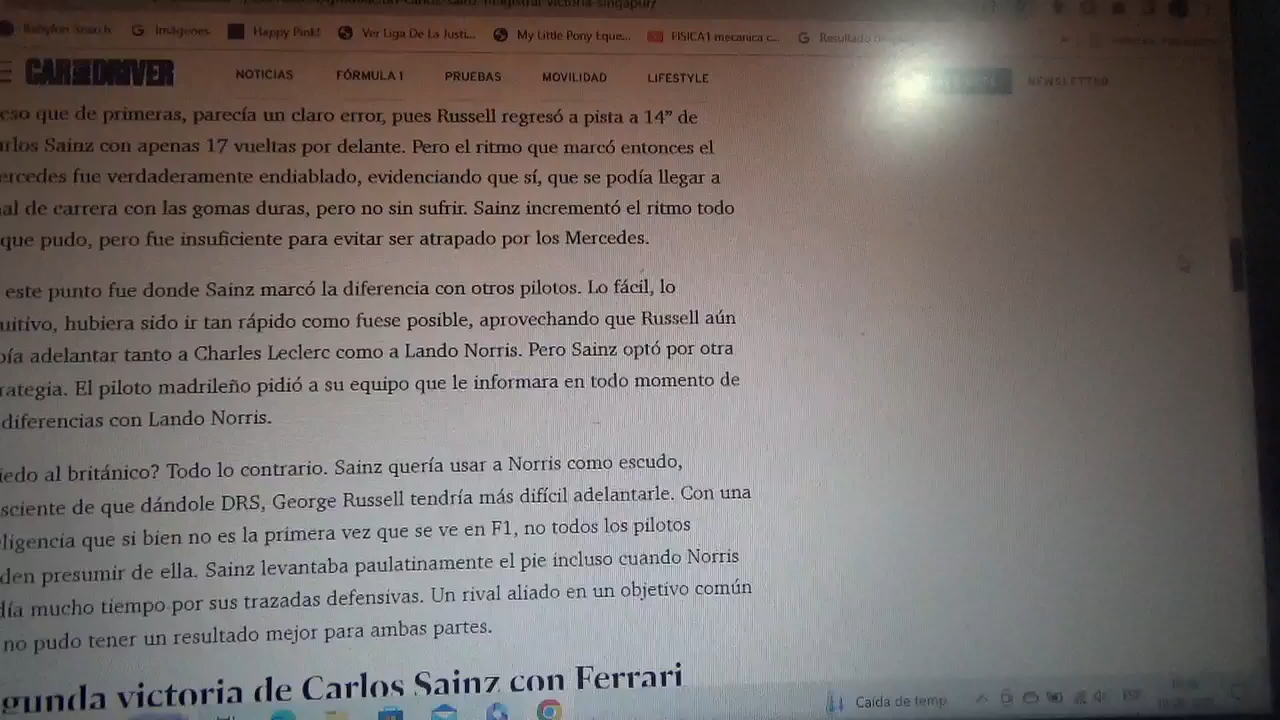 Babylon search Imágenes Happy Pink! Ver Liga De La Justi... My Little Pony Eque... FISICA1 mecanica c... Resultado
CAR AND DRIVER NOTICIAS FÓRMULA 1 PRUEBAS MOVILIDAD LIFESTYLE NEWSLETTER
eso que de primeras, parecía un claro error, pues Russell regresó a pista a 14” de
arlos Sainz con apenas 17 vueltas por delante. Pero el ritmo que marcó entonces el
ercedes fue verdaderamente endiablado, evidenciando que sí, que se podía llegar a
al de carrera con las gomas duras, pero no sin sufrir. Sainz incrementó el ritmo todo
que pudo, pero fue insuficiente para evitar ser atrapado por los Mercedes.
este punto fue donde Sainz marcó la diferencia con otros pilotos. Lo fácil, lo
uitivo, hubiera sido ir tan rápido como fuese posible, aprovechando que Russell aún
bía adelantar tanto a Charles Leclerc como a Lando Norris. Pero Sainz optó por otra
rategia. El piloto madrileño pidió a su equipo que le informara en todo momento de
diferencias con Lando Norris.
iedo al británico? Todo lo contrario. Sainz quería usar a Norris como escudo,
sciente de que dándole DRS, George Russell tendría más difícil adelantarle. Con una
ligencia que si bien no es la primera vez que se ve en F1, no todos los pilotos
den presumir de ella. Sainz levantaba paulatinamente el pie incluso cuando Norris
día mucho tiempo por sus trazadas defensivas. Un rival aliado en un objetivo común
no pudo tener un resultado mejor para ambas partes.
gunda victoria de Carlos Sainz con Ferrari
Caída de temp ESP